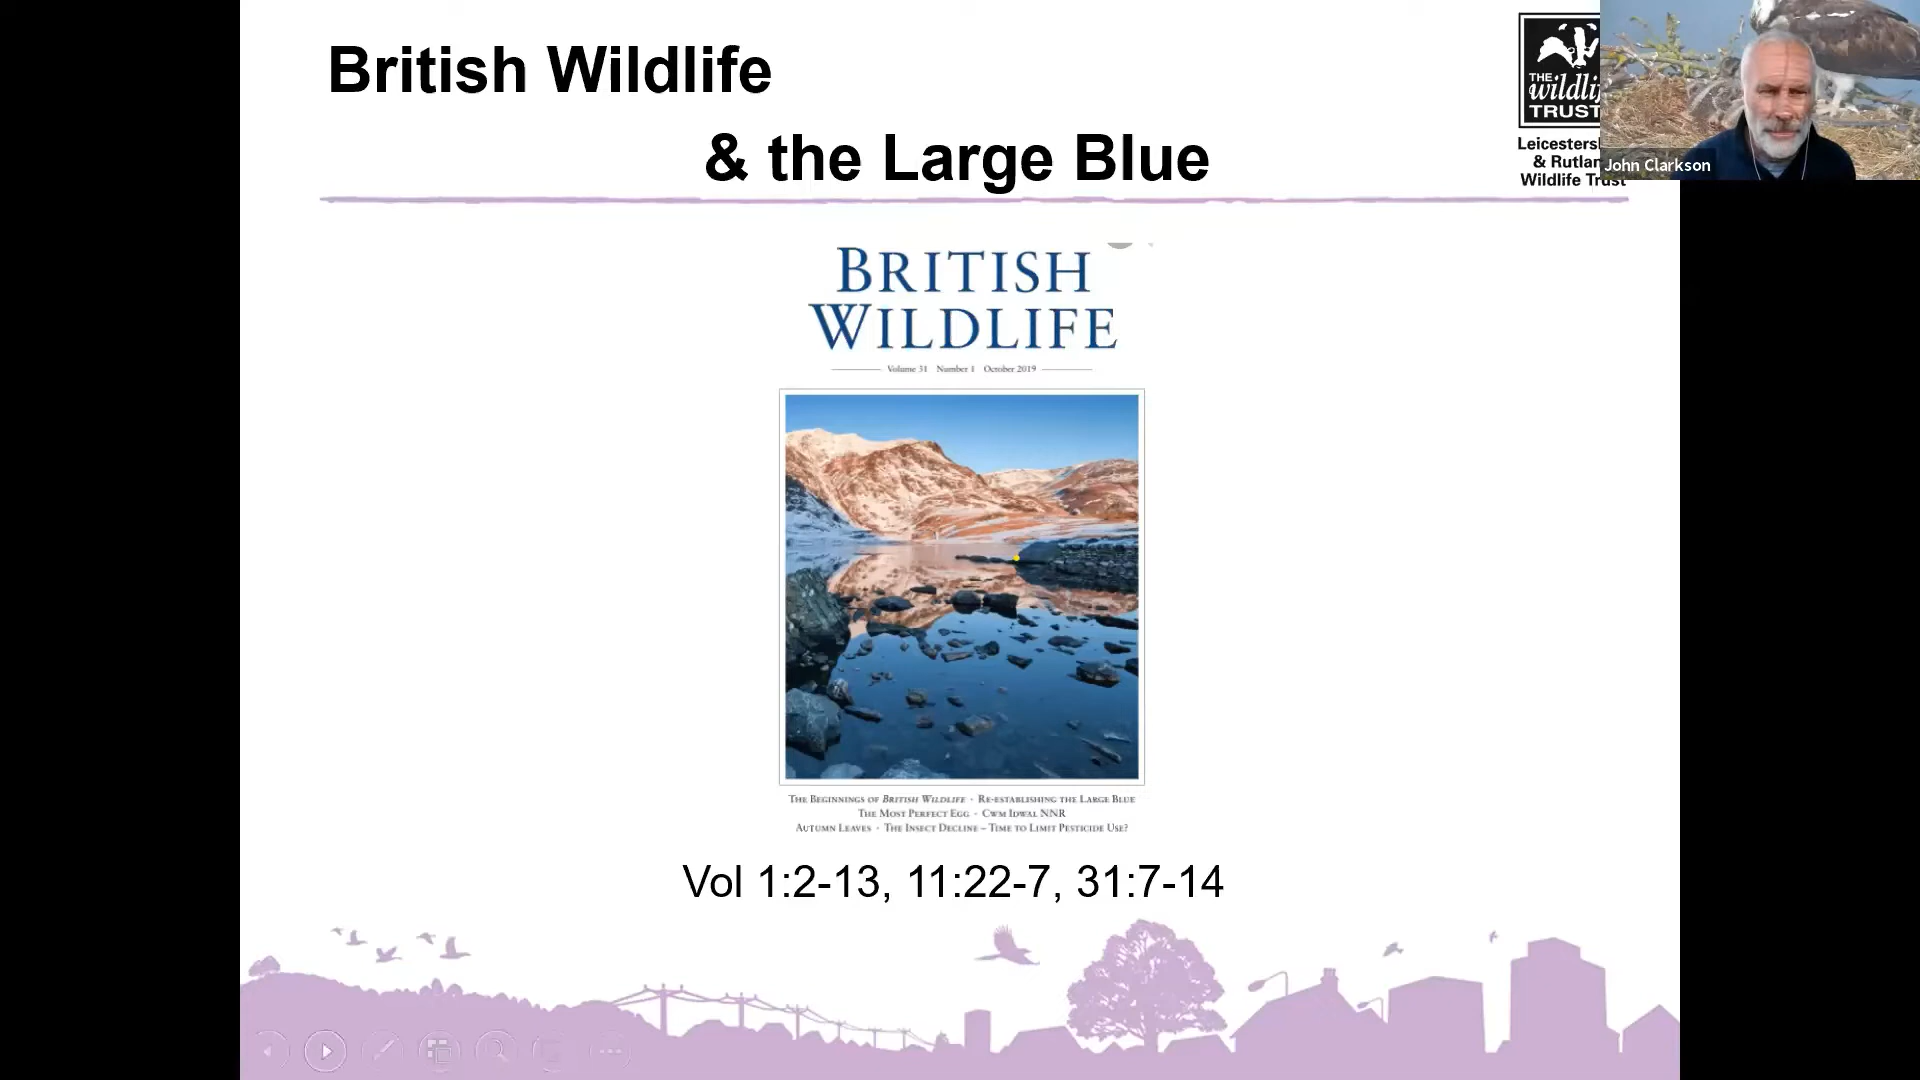 British Wildlife
& the Large Blue
THE
wildli
TRUST
Leicesters
& Rutla
Wildlife Trust
John Clarkson
BRITISH
WILDLIFE
Volume 31 Number 1 October 2019
THE BEGINNINGS OF BRITISH WILDLIFE · RE-ESTABLISHING THE LARGE BLUE
THE MOST PERFECT EGG · CWM IDWAL NNR
AUTUMN LEAVES · THE INSECT DECLINE – TIME TO LIMIT PESTICIDE USE?
Vol 1:2-13, 11:22-7, 31:7-14